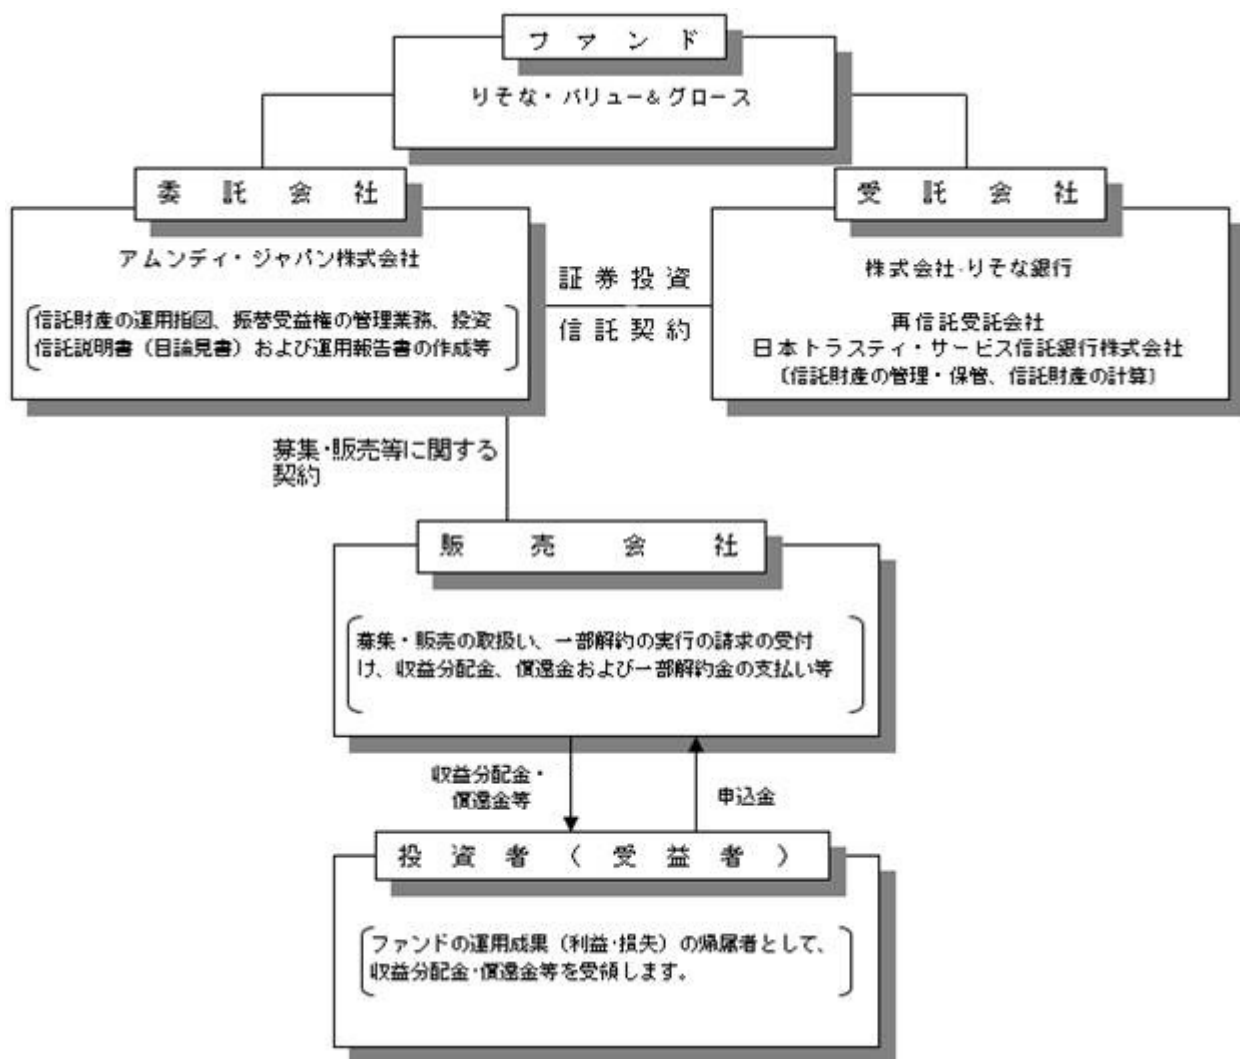 ファンド
りそな・バリュー＆グロース
委託会社
アムンディ・ジャパン株式会社
信託財産の運用指図、振替受益権の管理業務、投資
信託説明書（目論見書）および運用報告書の作成等
証券投資
信託契約
受託会社
株式会社 りそな銀行
再信託受託会社
日本トラスティ・サービス信託銀行株式会社
〔信託財産の管理・保管、信託財産の計算〕
募集・販売等に関する
契約
販売会社
募集・販売の取扱い、一部解約の実行の請求の受付
け、収益分配金、償還金および一部解約金の支払い等
収益分配金・
償還金等
申込金
投資者（受益者）
ファンドの運用成果（利益・損失）の帰属者として、
収益分配金・償還金等を受領します。